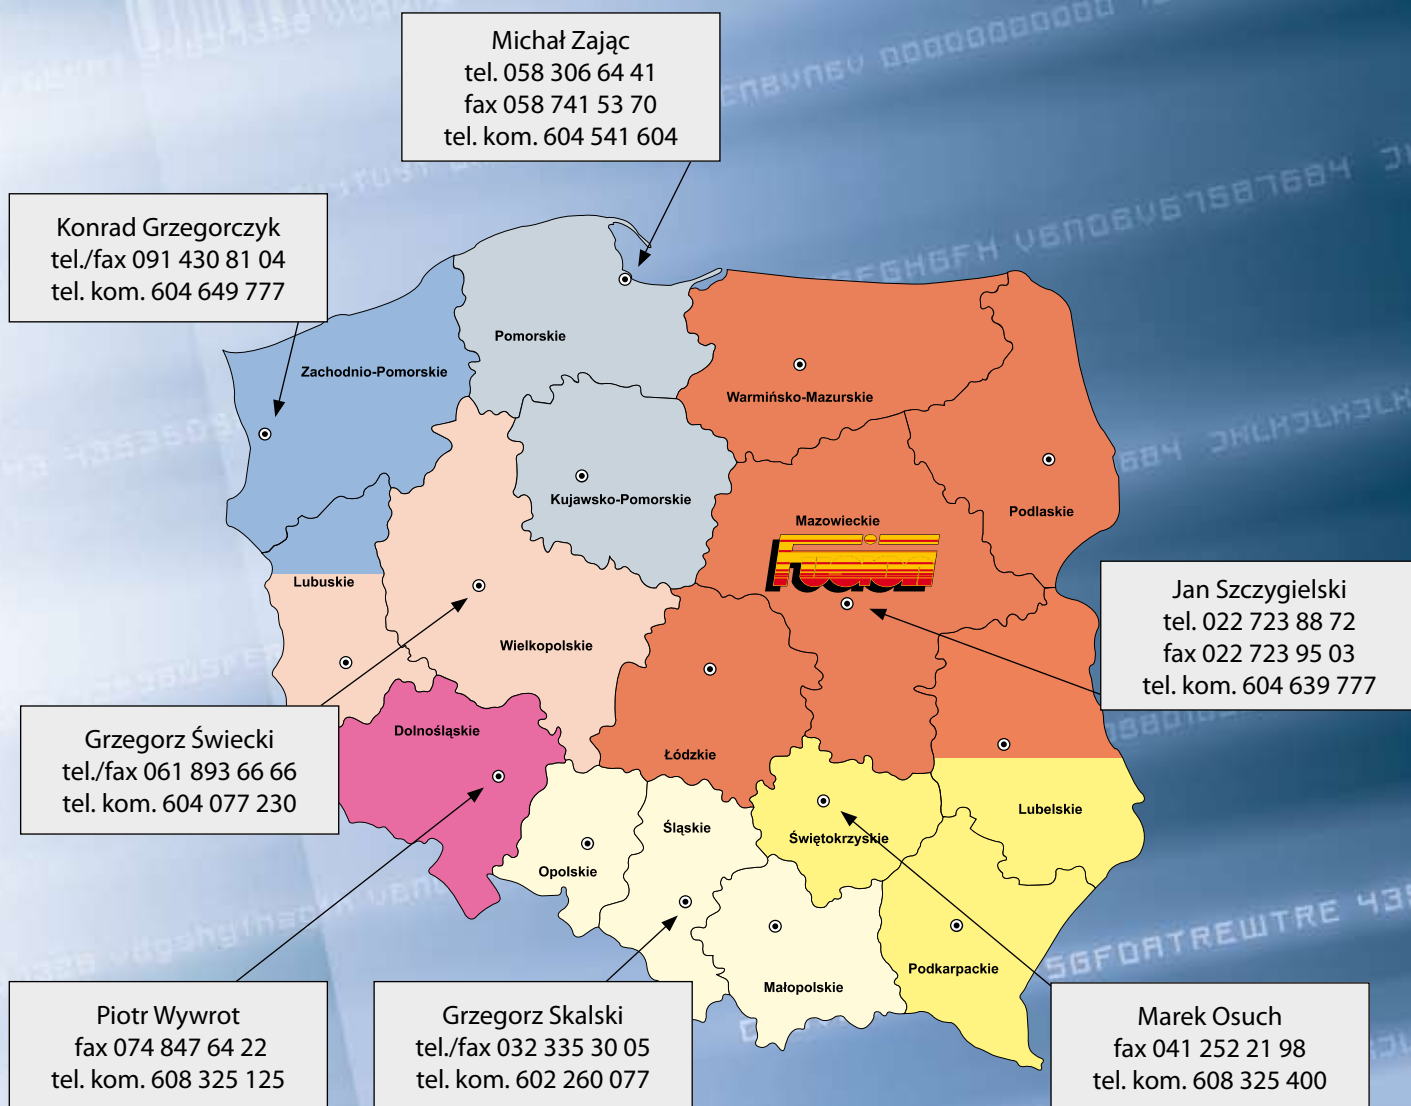 Michał Zając
tel. 058 306 64 41
fax 058 741 53 70
tel. kom. 604 541 604
Konrad Grzegorczyk
tel./fax 091 430 81 04
tel. kom. 604 649 777
Pomorskie
Zachodnio-Pomorskie
Warmińsko-Mazurskie
Kujawsko-Pomorskie
Podlaskie
Mazowieckie
Lubuskie
Wielkopolskie
Jan Szczygielski
tel. 022 723 88 72
fax 022 723 95 03
tel. kom. 604 639 777
Grzegorz Świecki
tel./fax 061 893 66 66
tel. kom. 604 077 230
Dolnośląskie
Łódzkie
Lubelskie
Śląskie
Świętokrzyskie
Opolskie
Podkarpackie
Małopolskie
SGFDATREWTRE
Piotr Wywrot
fax 074 847 64 22
tel. kom. 608 325 125
Grzegorz Skalski
tel./fax 032 335 30 05
tel. kom. 602 260 077
Marek Osuch
fax 041 252 21 98
tel. kom. 608 325 400